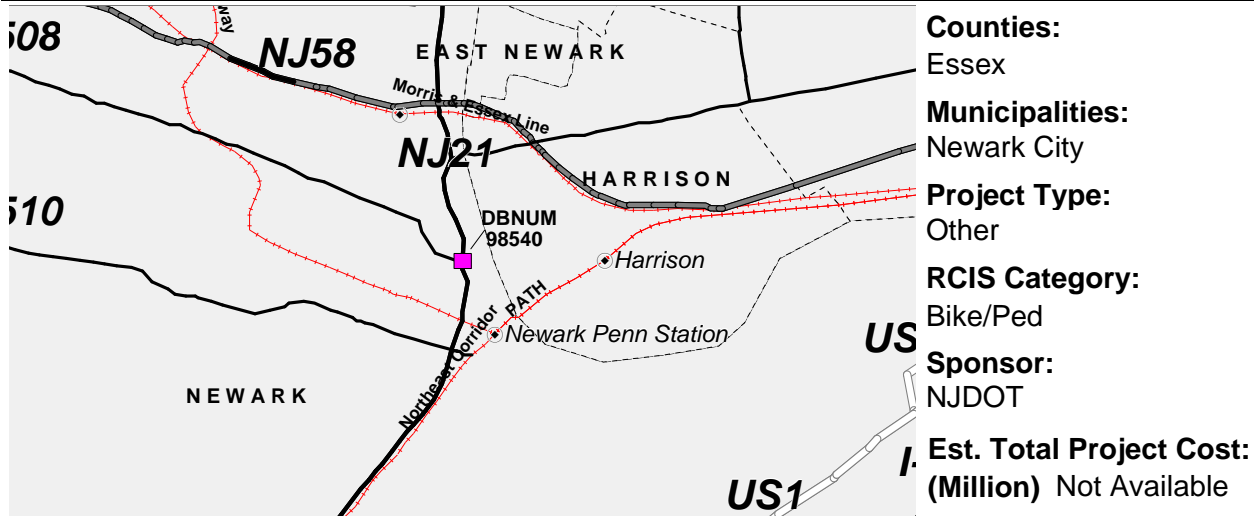 508
way
NJ58
EAST NEWARK
Morris & Essex Line
NJ21
HARRISON
510
DBNUM
98540
Harrison
PATH
Newark Penn Station
Northeast Corridor
NEWARK
US
I-
US1
Counties:
Essex
Municipalities:
Newark City
Project Type:
Other
RCIS Category:
Bike/Ped
Sponsor:
NJDOT
Est. Total Project Cost:
(Million) Not Available